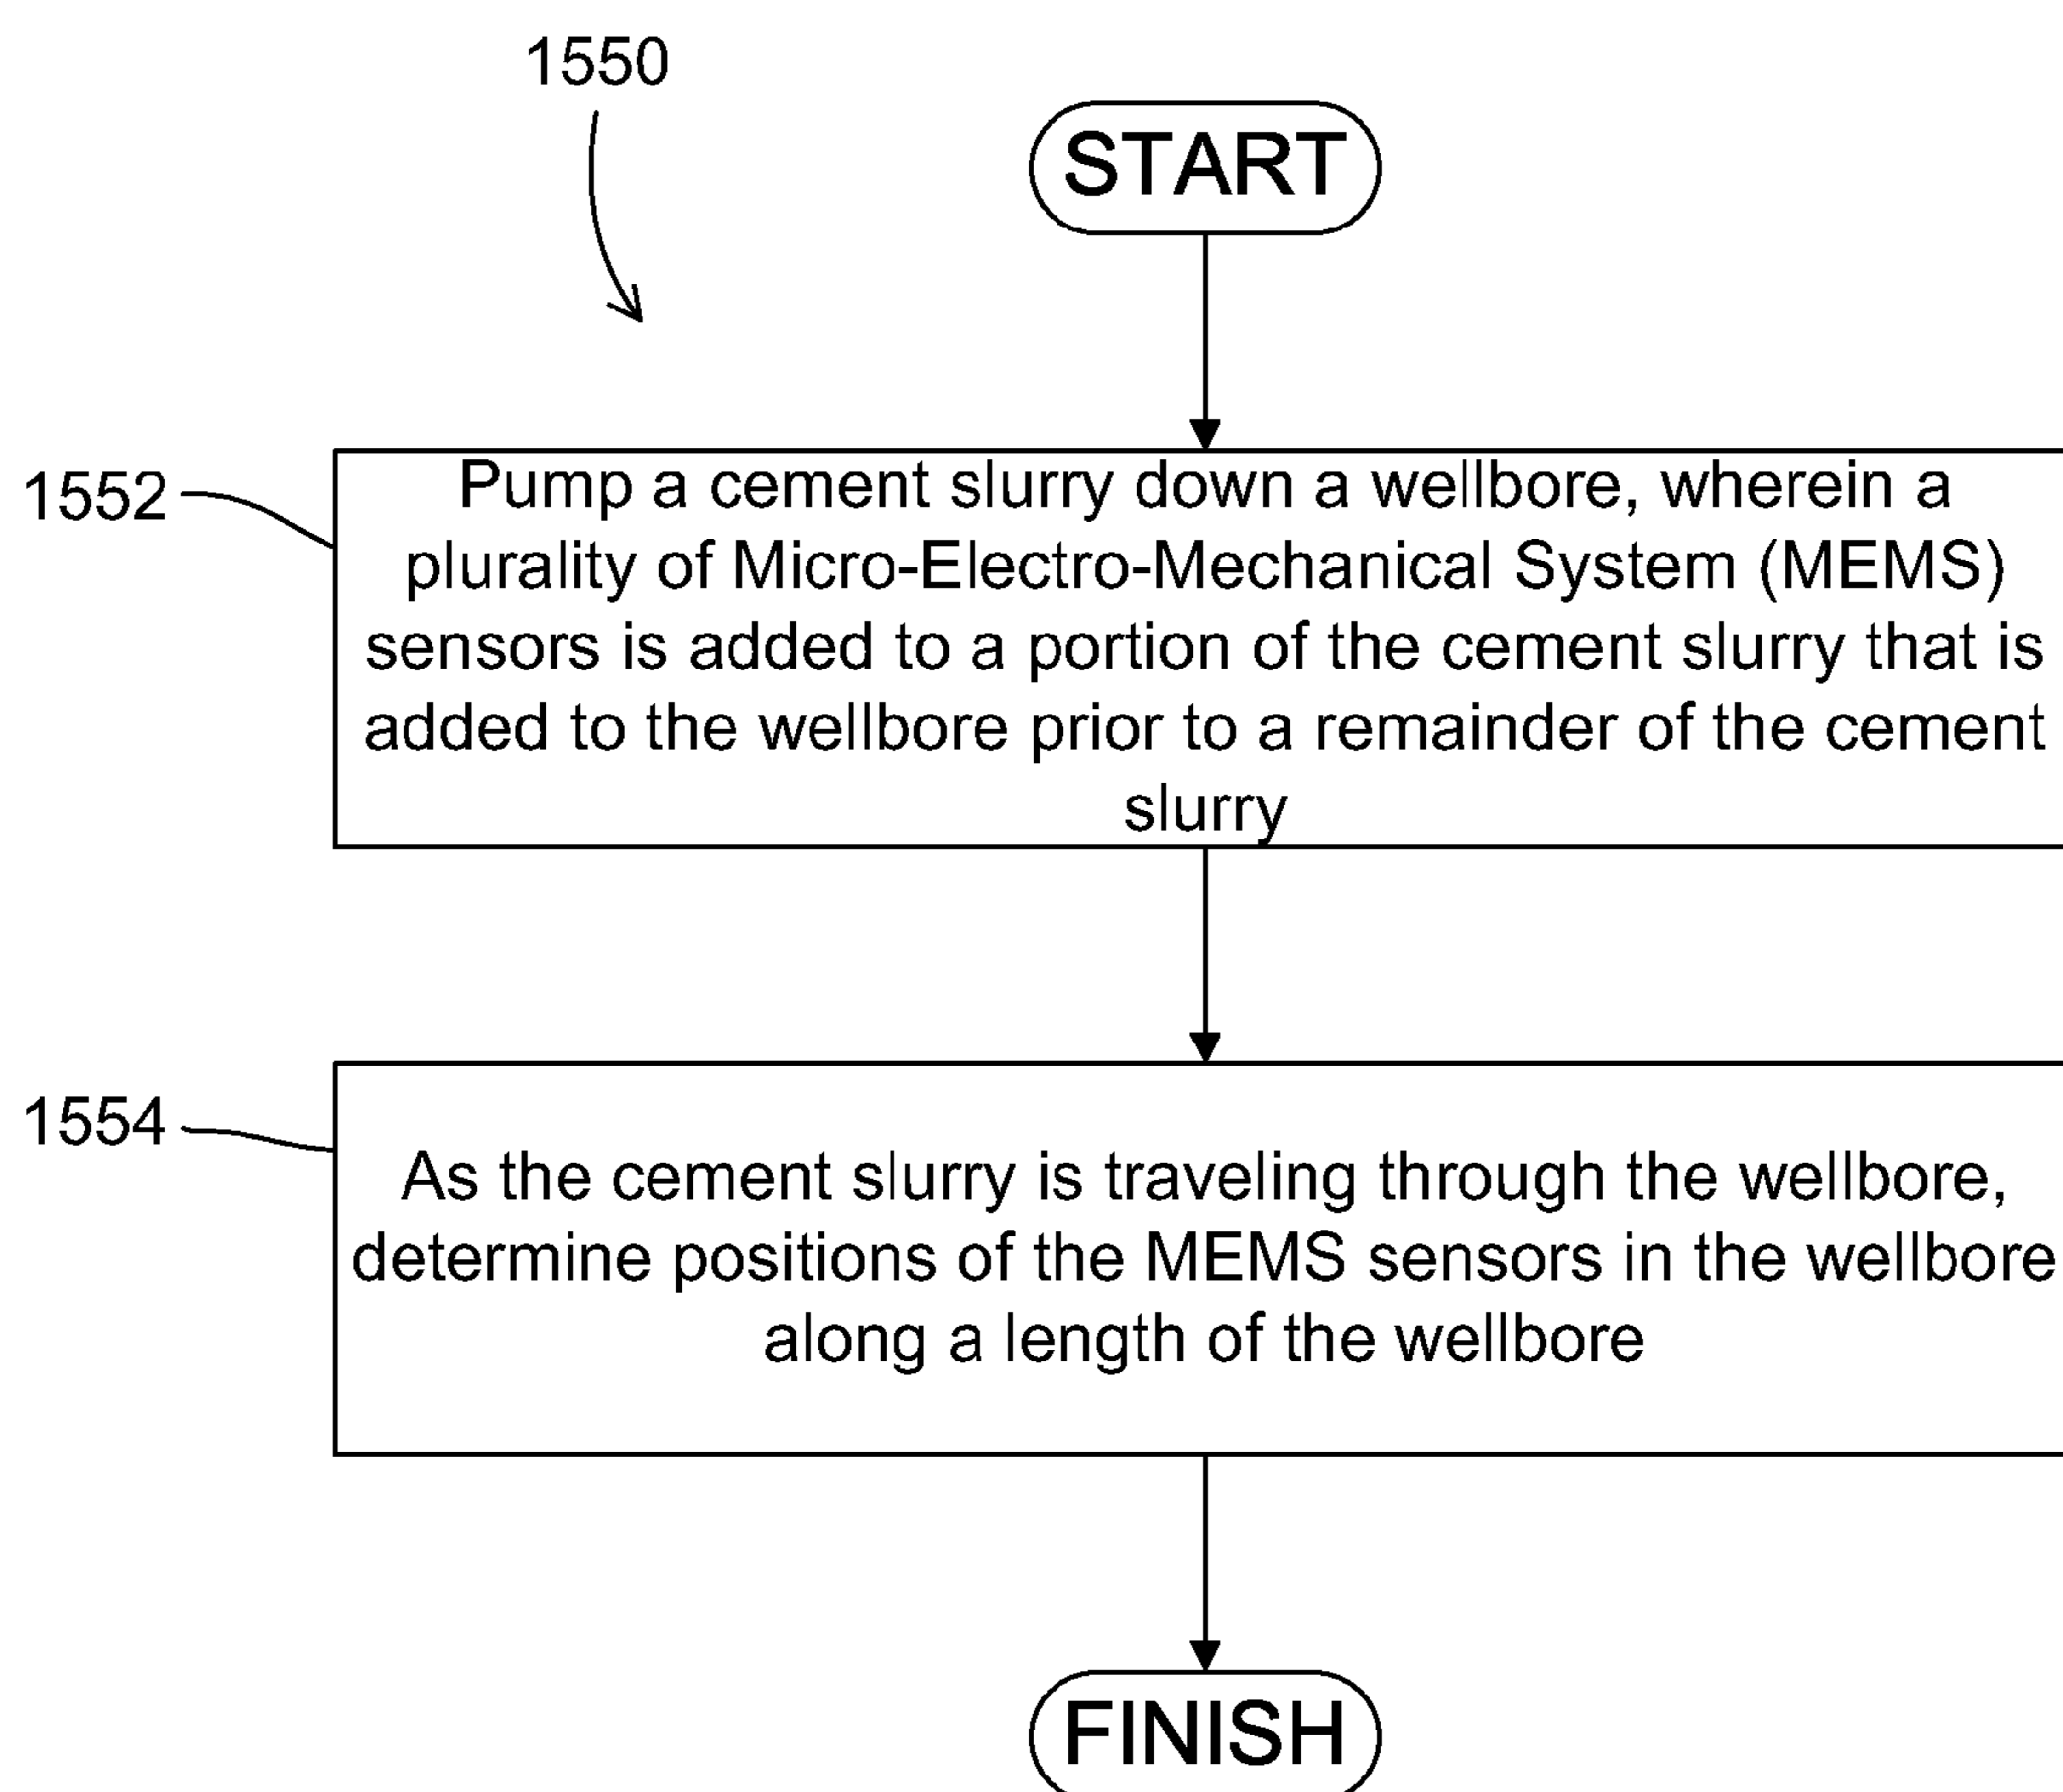 1550
START
1552
Pump a cement slurry down a wellbore, wherein a
plurality of Micro-Electro-Mechanical System (MEMS)
sensors is added to a portion of the cement slurry that is
added to the wellbore prior to a remainder of the cement
slurry
1554
As the cement slurry is traveling through the wellbore,
determine positions of the MEMS sensors in the wellbore
along a length of the wellbore
FINISH